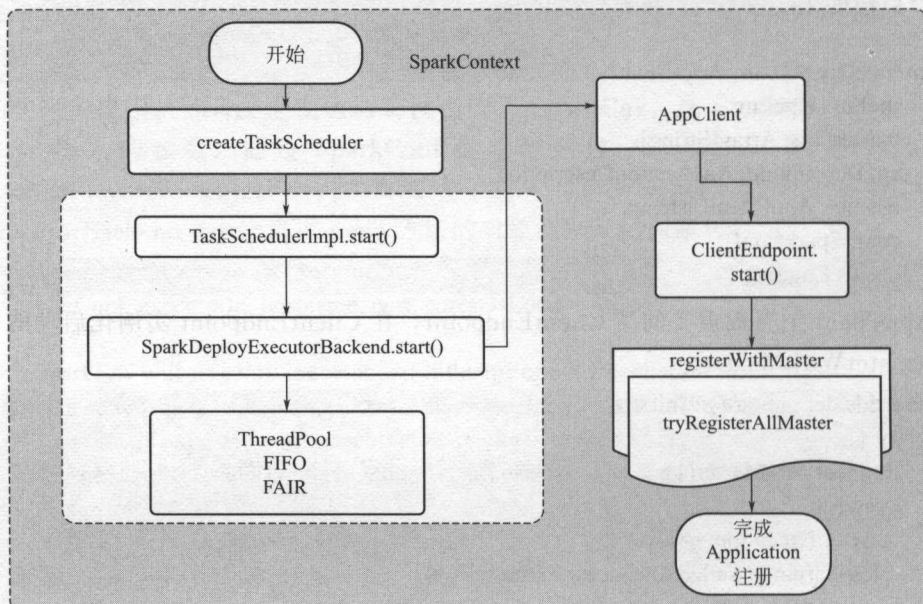 开始
SparkContext
createTaskScheduler
TaskSchedulerImpl.start()
SparkDeployExecutorBackend.start()
ThreadPool
FIFO
FAIR
AppClient
ClientEndpoint.
start()
registerWithMaster
tryRegisterAllMaster
完成
Application
注册